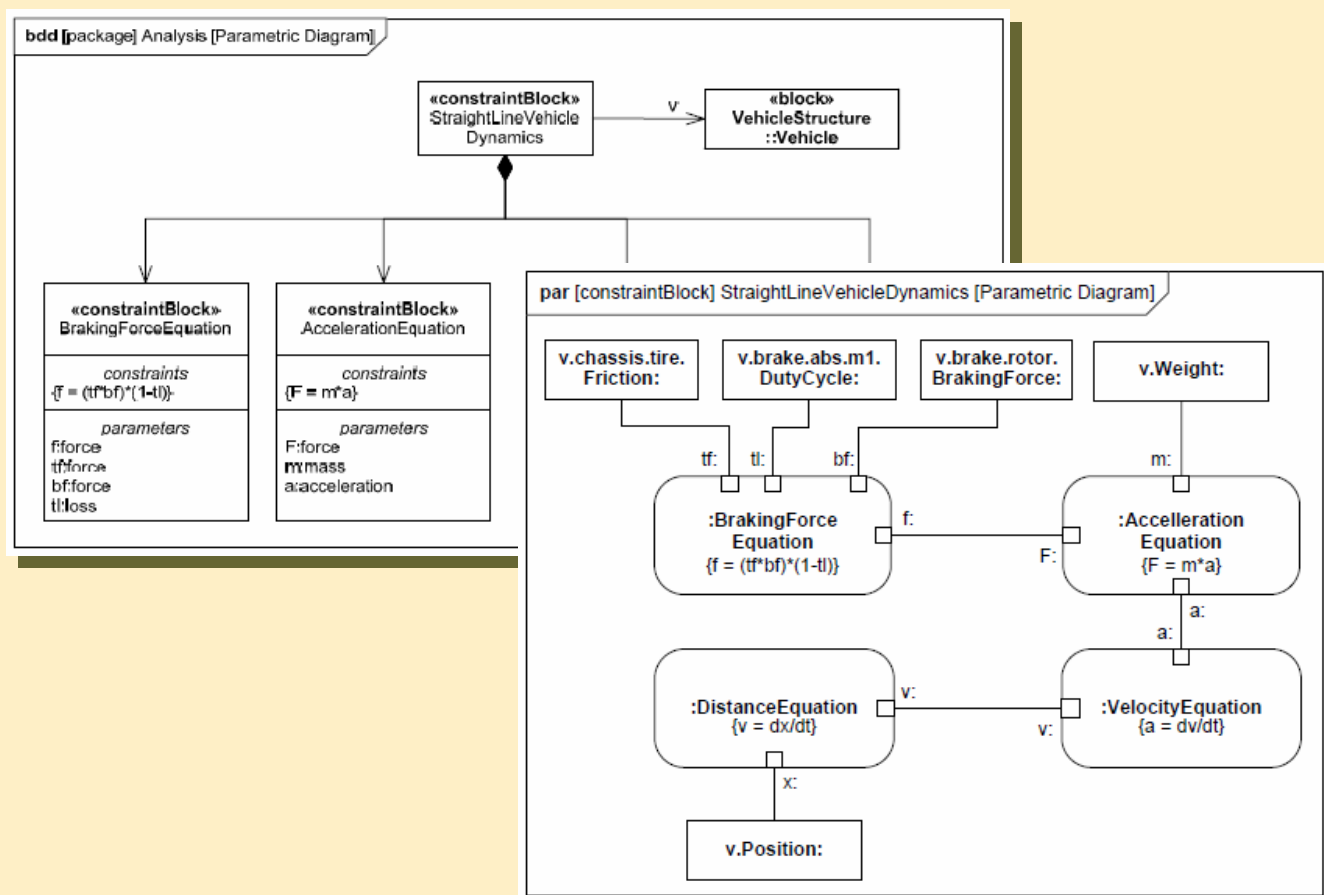 bdd [package] Analysis [Parametric Diagram]
«constraintBlock»
StraightLineVehicle
Dynamics
v
«block»
VehicleStructure
::Vehicle
«constraintBlock»
BrakingForceEquation
constraints
{f = (tf*bf)*(1-tl)}
parameters
f:force
tf:force
bf:force
tl:loss
«constraintBlock»
AccelerationEquation
constraints
{F = m*a}
parameters
F:force
m:mass
a:acceleration
par [constraintBlock] StraightLineVehicleDynamics [Parametric Diagram]
v.chassis.tire.
Friction:
v.brake.abs.m1.
DutyCycle:
v.brake.rotor.
BrakingForce:
v.Weight:
tf:
tl:
bf:
m:
:BrakingForce
Equation
{f = (tf*bf)*(1-tl)}
f:
F:
:Accelleration
Equation
{F = m*a}
a:
a:
:DistanceEquation
{v = dx/dt}
v:
v:
:VelocityEquation
{a = dv/dt}
x:
v.Position: